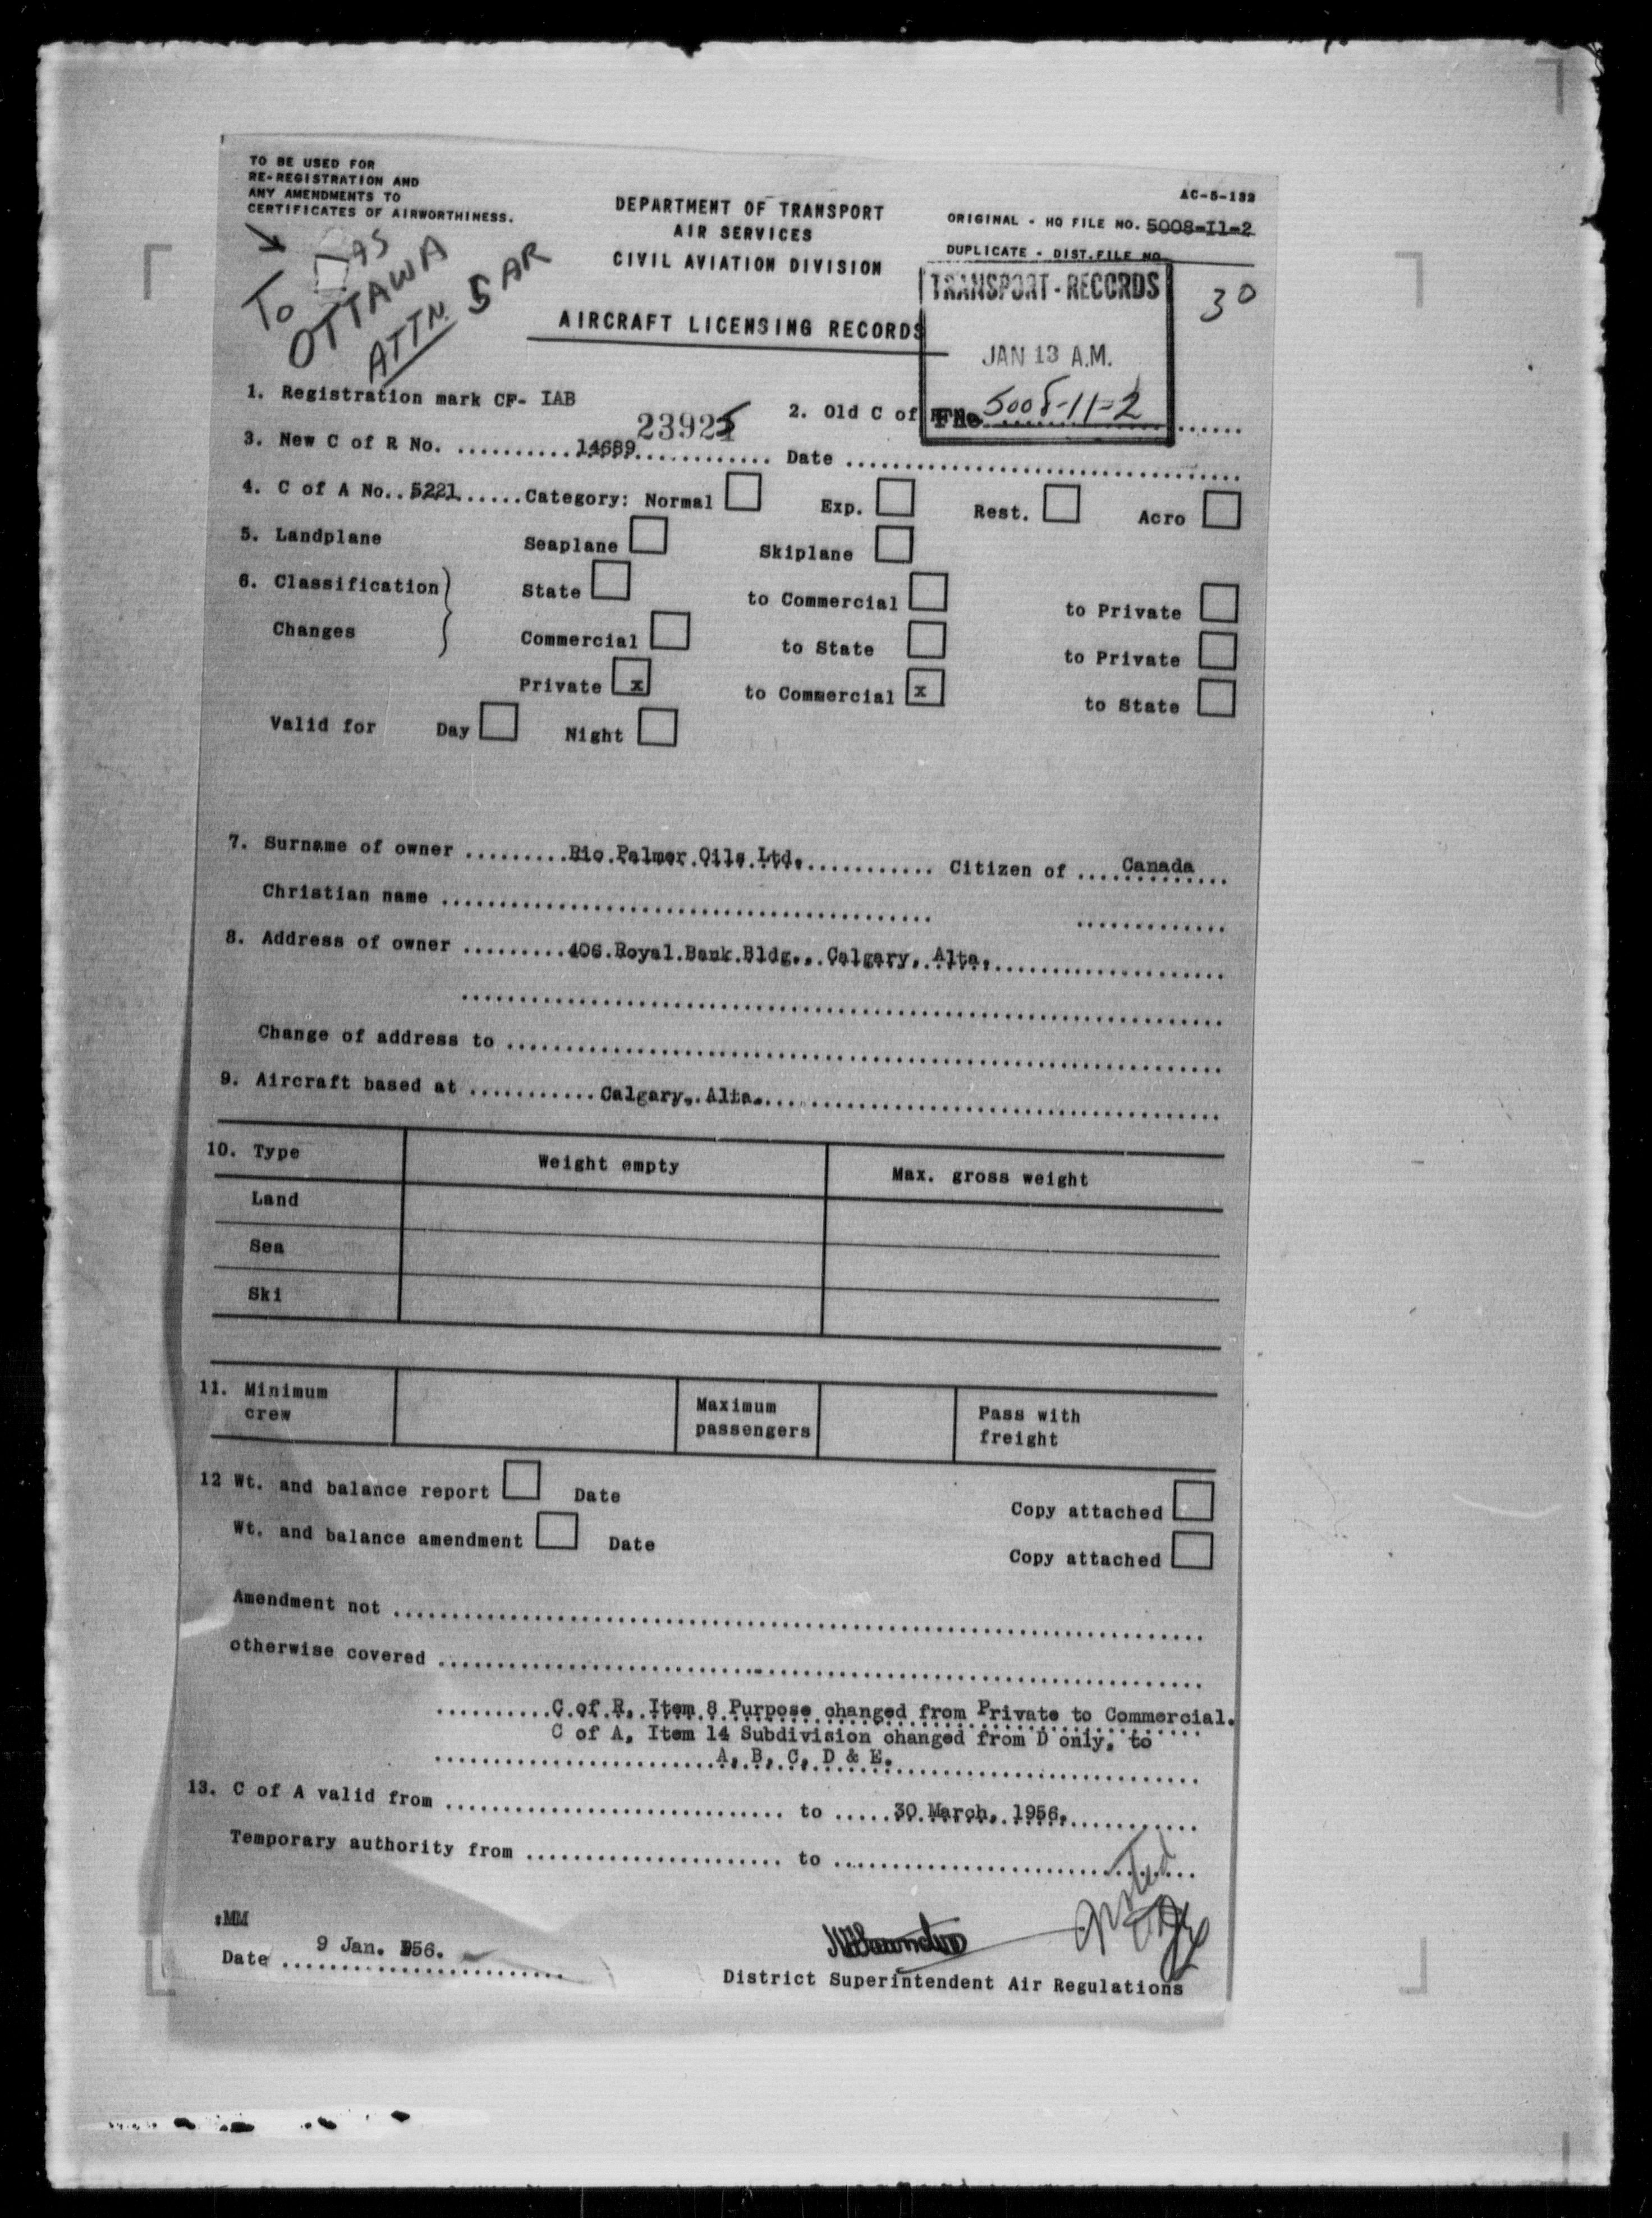 TO BE USED FOR
RE-REGISTRATION AND
ANY AMENDMENTS TO
CERTIFICATES OF AIRWORTHINESS.
TO AS
OTTAWA
ATTN. SAR
DEPARTMENT OF TRANSPORT
AIR SERVICES
CIVIL AVIATION DIVISION
AIRCRAFT LICENSING RECORDS
AC-5-132
ORIGINAL - HQ FILE NO. 5008-I1-2
DUPLICATE - DIST.FILE NO.
TRANSPORT - RECORDS
30
JAN 13 A.M.
File 5008-11-2
1. Registration mark CF- IAB
23925
2. Old C of
3. New C of R No. ..........14689............ Date ..................................
4. C of A No..5221......Category: Normal Exp. Rest. Acro
5. Landplane Seaplane Skiplane
6. Classification State to Commercial to Private
Changes Commercial to State to Private
Private x to Commercial x to State
Valid for Day Night
7. Surname of owner .........Rio.Palmer.Oils.Ltd............ Citizen of ....Canada...
Christian name ..........................................
8. Address of owner .........406.Royal.Bank.Bldg...Calgary..Alta.....................
Change of address to .............................................................
9. Aircraft based at ...........Calgary..Alta.......................................
10. Type Weight empty Max. gross weight
Land
Sea
Ski
11. Minimum crew Maximum passengers Pass with freight
12 Wt. and balance report Date Copy attached
Wt. and balance amendment Date Copy attached
Amendment not .....................................................................
otherwise covered .................................................................
..........C of R, Item 8 Purpose changed from Private to Commercial.
C of A, Item 14 Subdivision changed from D only, to
........................A, B, C, D & E...........................
13. C of A valid from ............................. to .....30 March, 1956............
Temporary authority from ...................... to ...............................
:MM
Date 9 Jan. 1956.
District Superintendent Air Regulations